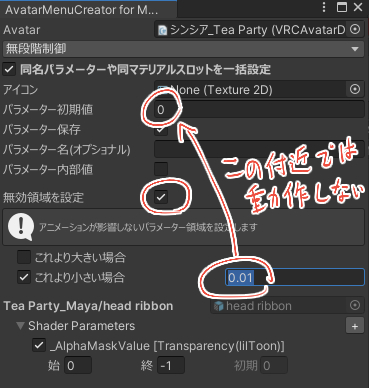 AvatarMenuCreator for M...
Avatar シンシア_Tea Party (VRCAvatarD
無段階制御
同名パラメーターや同マテリアルスロットを一括設定
アイコン None (Texture 2D)
パラメーター初期値 0
パラメーター保存
パラメーター名(オプショナル)
パラメーター内部値
この付近では
動作しない
無効領域を設定
アニメーションが影響しないパラメーター領域を設定します
これより大きい場合
これより小さい場合 0.01
Tea Party_Maya/head ribbon head ribbon
Shader Parameters +
_AlphaMaskValue [Transparency(lilToon)]
始 0 終 -1 初期 0